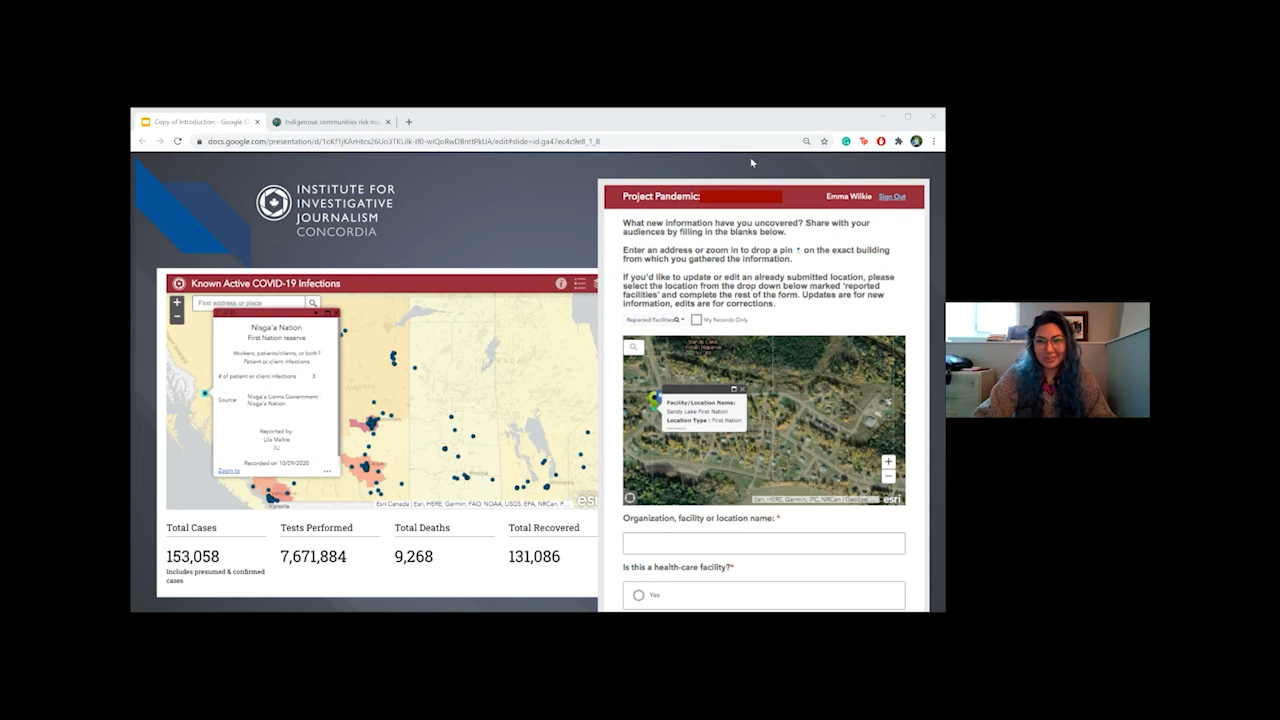 Copy of Introduction - Google S
Indigenous communities risk mu
docs.google.com/presentation/d/1oKf1jKArHtcs26Uo3TKLiIk-If0-wiQoRwDBnttPkUA/edit#slide=id.ga47ec4c9e8_1_8
INSTITUTE FOR
INVESTIGATIVE
JOURNALISM
CONCORDIA
Known Active COVID-19 Infections
Find address or place
Nisga'a Nation
First Nation reserve
Workers, patients/clients, or both?
Patient or client infections
# of patient or client infections 3
Source: Nisga'a Lisims Government -
Nisga'a Nation
Reported by:
Lila Maitre
IIJ
Recorded on 10/09/2020
Zoom to
Regina
Victoria
Esri Canada | Esri, HERE, Garmin, FAO, NOAA, USGS, EPA, NRCan, P...
esri
Total Cases
153,058
Includes presumed & confirmed
cases
Tests Performed
7,671,884
Total Deaths
9,268
Total Recovered
131,086
Project Pandemic:
Emma Wilkie Sign Out
What new information have you uncovered? Share with your
audiences by filling in the blanks below.
Enter an address or zoom in to drop a pin on the exact building
from which you gathered the information.
If you'd like to update or edit an already submitted location, please
select the location from the drop down below marked 'reported
facilities' and complete the rest of the form. Updates are for new
information, edits are for corrections.
Reported Facilities My Records Only
Sandy Lake
Facility/Location Name:
Sandy Lake First Nation
Location Type : First Nation
Esri, HERE, Garmin, IPC, NRCan | GeoEye,
esri
Organization, facility or location name: *
Is this a health-care facility?*
Yes